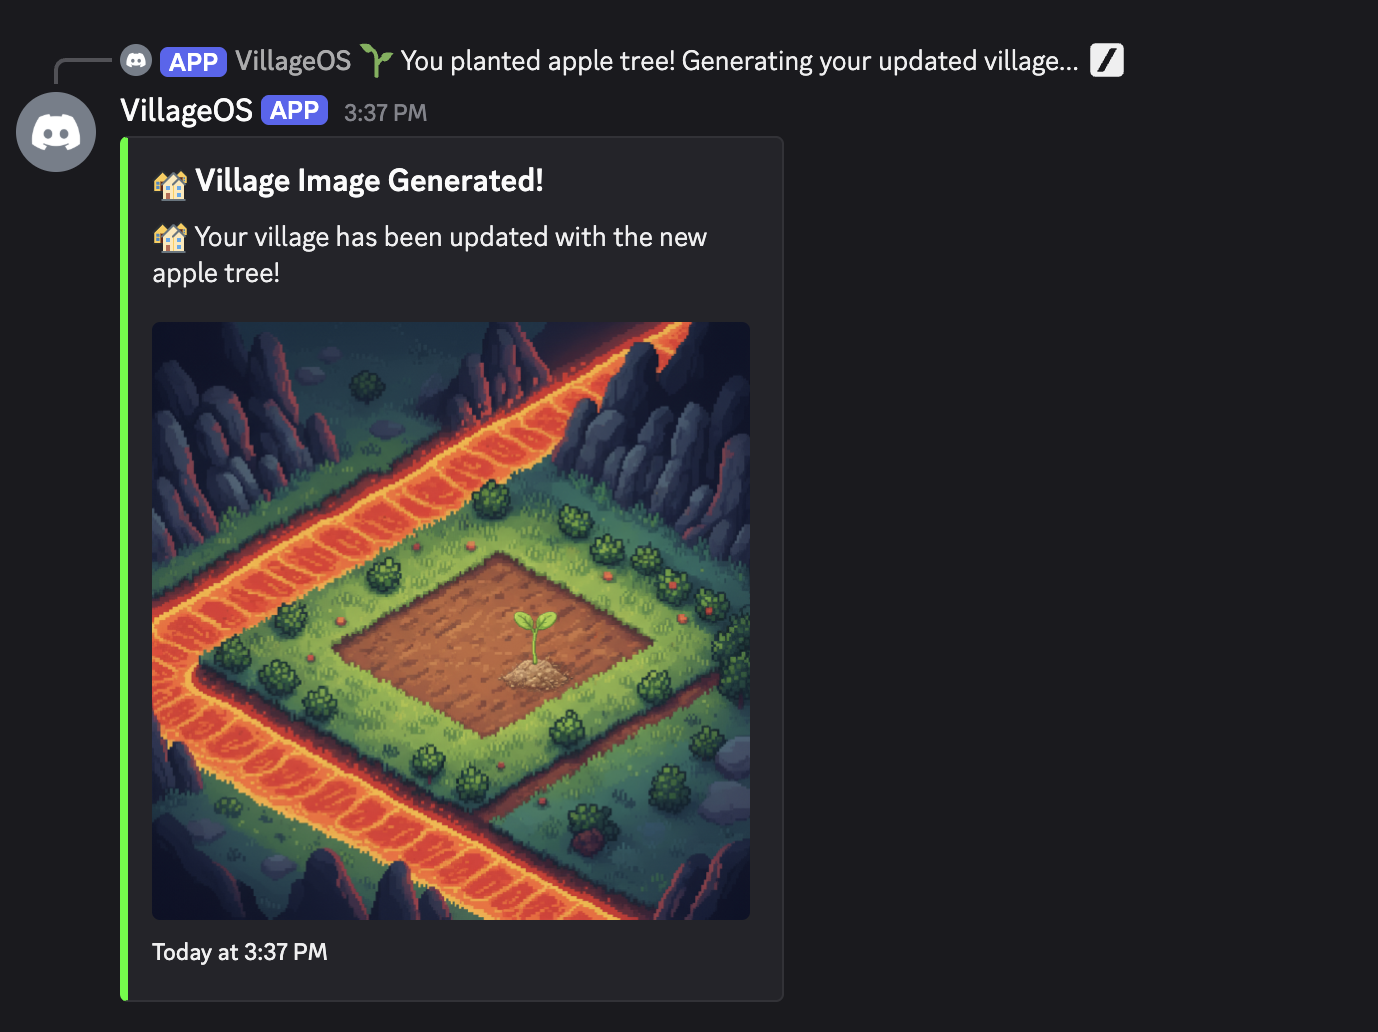 APP VillageOS 🌱 You planted apple tree! Generating your updated village...
VillageOS APP 3:37 PM
🏘️ Village Image Generated!
🏘️ Your village has been updated with the new
apple tree!
Today at 3:37 PM